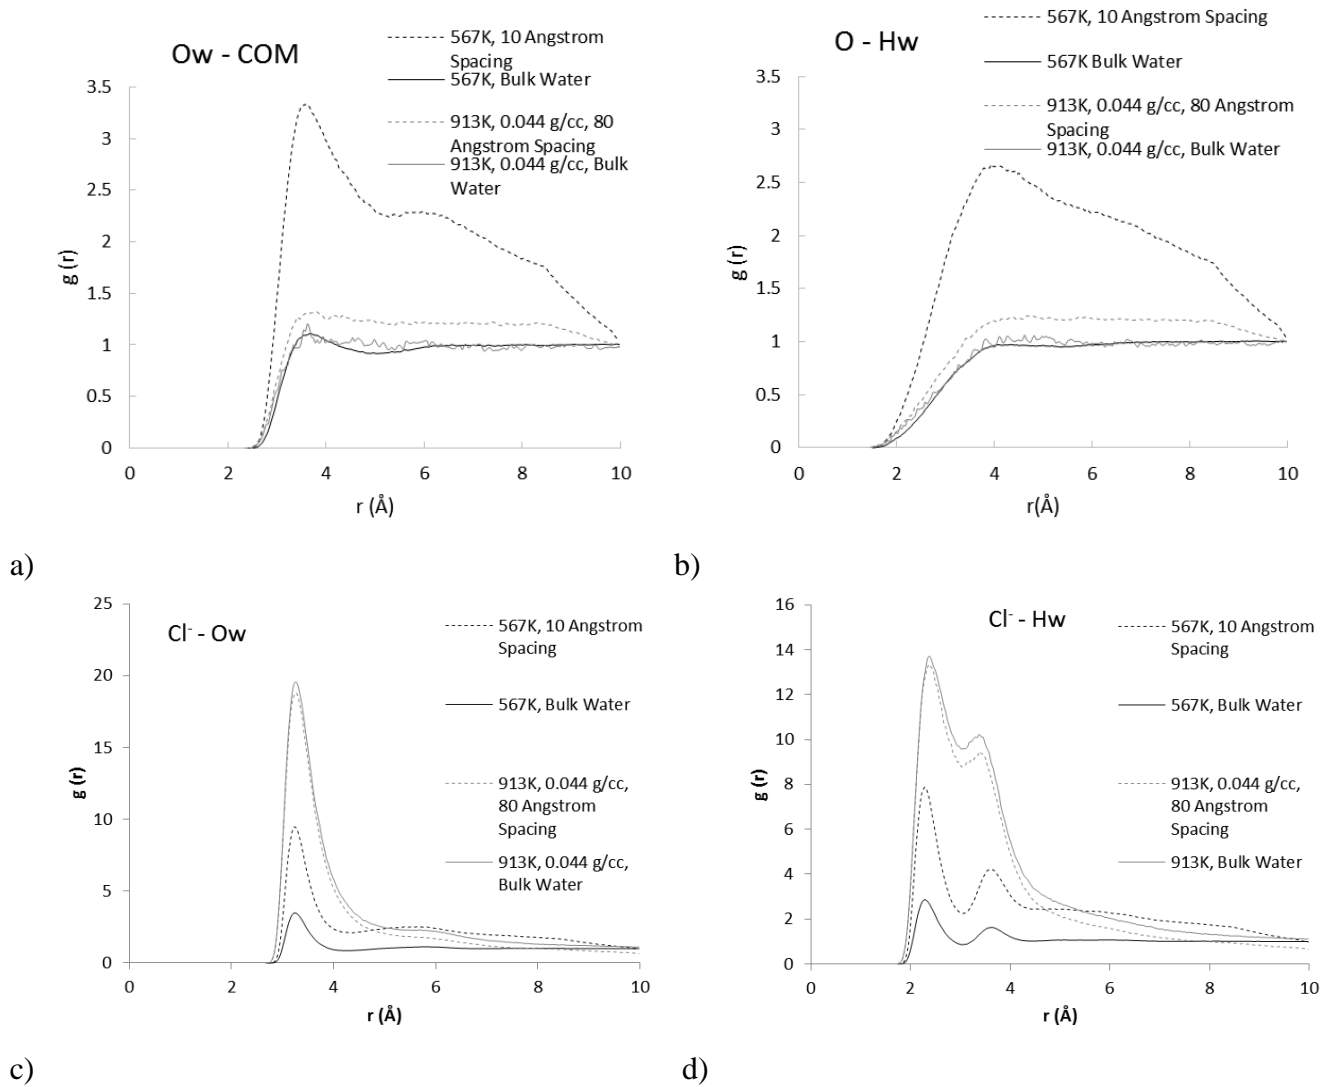 Ow - COM
567K, 10 Angstrom
Spacing
567K, Bulk Water
913K, 0.044 g/cc, 80
Angstrom Spacing
913K, 0.044 g/cc, Bulk
Water
3.5
3
2.5
2
1.5
1
0.5
0
g (r)
0
2
4
6
8
10
r (Å)
a)
O - Hw
567K, 10 Angstrom Spacing
567K Bulk Water
913K, 0.044 g/cc, 80 Angstrom
Spacing
913K, 0.044 g/cc, Bulk Water
3.5
3
2.5
2
1.5
1
0.5
0
g (r)
0
2
4
6
8
10
r(Å)
b)
Cl⁻ - Ow
567K, 10 Angstrom
Spacing
567K, Bulk Water
913K, 0.044 g/cc,
80 Angstrom
Spacing
913K, 0.044 g/cc,
Bulk Water
25
20
15
10
5
0
g (r)
0
2
4
6
8
10
r (Å)
c)
Cl⁻ - Hw
567K, 10 Angstrom
Spacing
567K, Bulk Water
913K, 0.044 g/cc,
80 Angstrom
Spacing
913K, Bulk Water
16
14
12
10
8
6
4
2
0
g (r)
0
2
4
6
8
10
r (Å)
d)